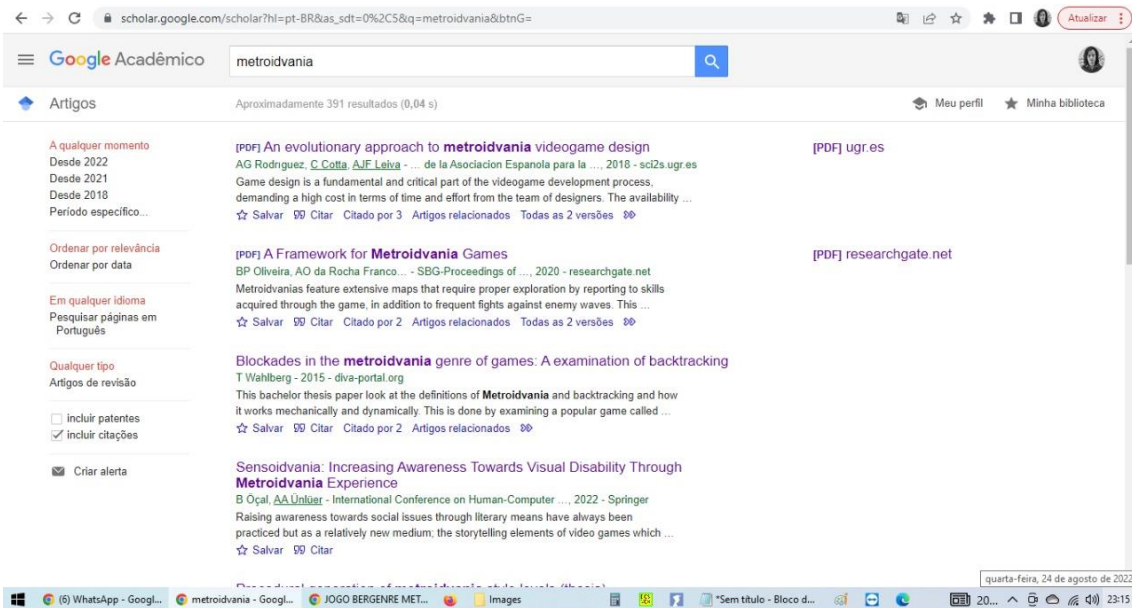 scholar.google.com/scholar?hl=pt-BR&as_sdt=0%2C5&q=metroidvania&btnG=
Atualizar
Google Acadêmico
metroidvania
Artigos
Aproximadamente 391 resultados (0,04 s)
Meu perfil
Minha biblioteca
A qualquer momento
Desde 2022
Desde 2021
Desde 2018
Período específico...
Ordenar por relevância
Ordenar por data
Em qualquer idioma
Pesquisar páginas em
Português
Qualquer tipo
Artigos de revisão
incluir patentes
incluir citações
Criar alerta
[PDF] An evolutionary approach to metroidvania videogame design
AG Rodrıguez, C Cotta, AJF Leiva - ... de la Asociacion Espanola para la ..., 2018 - sci2s.ugr.es
Game design is a fundamental and critical part of the videogame development process,
demanding a high cost in terms of time and effort from the team of designers. The availability ...
Salvar Citar Citado por 3 Artigos relacionados Todas as 2 versões
[PDF] ugr.es
[PDF] A Framework for Metroidvania Games
BP Oliveira, AO da Rocha Franco... - SBG-Proceedings of ..., 2020 - researchgate.net
Metroidvanias feature extensive maps that require proper exploration by reporting to skills
acquired through the game, in addition to frequent fights against enemy waves. This ...
Salvar Citar Citado por 2 Artigos relacionados Todas as 2 versões
[PDF] researchgate.net
Blockades in the metroidvania genre of games: A examination of backtracking
T Wahlberg - 2015 - diva-portal.org
This bachelor thesis paper look at the definitions of Metroidvania and backtracking and how
it works mechanically and dynamically. This is done by examining a popular game called ...
Salvar Citar Citado por 2 Artigos relacionados
Sensoidvania: Increasing Awareness Towards Visual Disability Through
Metroidvania Experience
B Öçal, AA Ünlüer - International Conference on Human-Computer ..., 2022 - Springer
Raising awareness towards social issues through literary means have always been
practiced but as a relatively new medium; the storytelling elements of video games which ...
Salvar Citar
Procedural generation of metroidvania style levels (thesis)
quarta-feira, 24 de agosto de 2022
(6) WhatsApp - Googl...
metroidvania - Googl...
JOGO BERGENRE MET...
Images
*Sem título - Bloco d...
20...
23:15